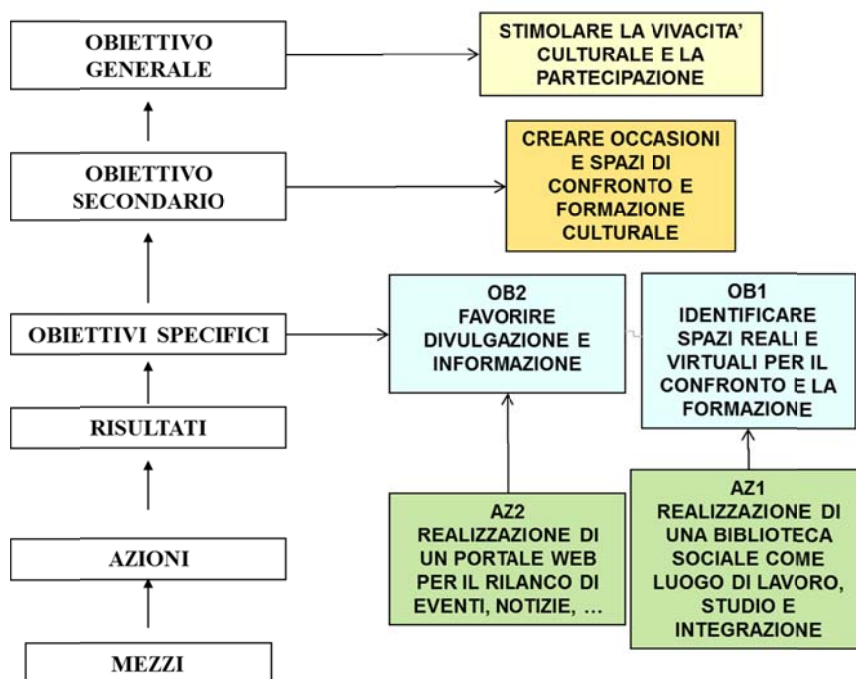 OBIETTIVO
GENERALE
STIMOLARE LA VIVACITA’
CULTURALE E LA
PARTECIPAZIONE
OBIETTIVO
SECONDARIO
CREARE OCCASIONI
E SPAZI DI
CONFRONTO E
FORMAZIONE
CULTURALE
OBIETTIVI SPECIFICI
OB2
FAVORIRE
DIVULGAZIONE E
INFORMAZIONE
OB1
IDENTIFICARE
SPAZI REALI E
VIRTUALI PER IL
CONFRONTO E LA
FORMAZIONE
RISULTATI
AZIONI
AZ2
REALIZZAZIONE DI
UN PORTALE WEB
PER IL RILANCO DI
EVENTI, NOTIZIE, …
AZ1
REALIZZAZIONE DI
UNA BIBLIOTECA
SOCIALE COME
LUOGO DI LAVORO,
STUDIO E
INTEGRAZIONE
MEZZI